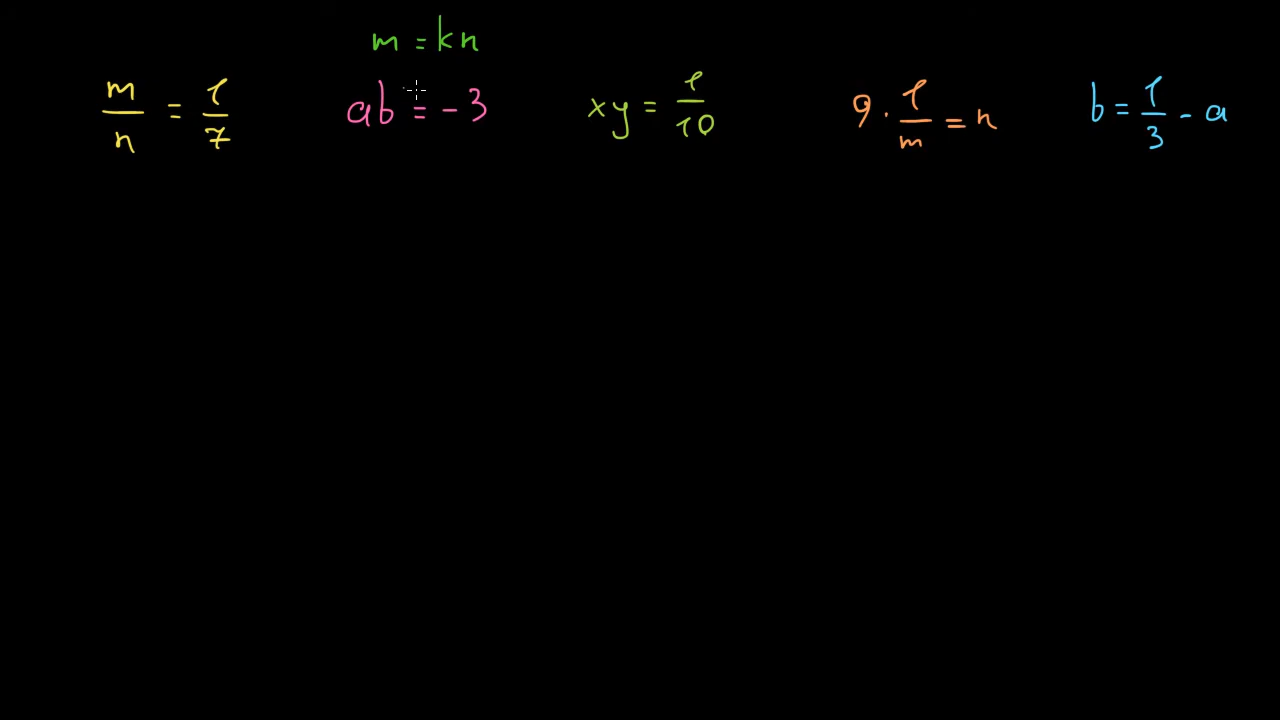 m = kn
m/n = 1/7
ab = -3
xy = 1/10
9 · 1/m = n
b = 1/3 - a